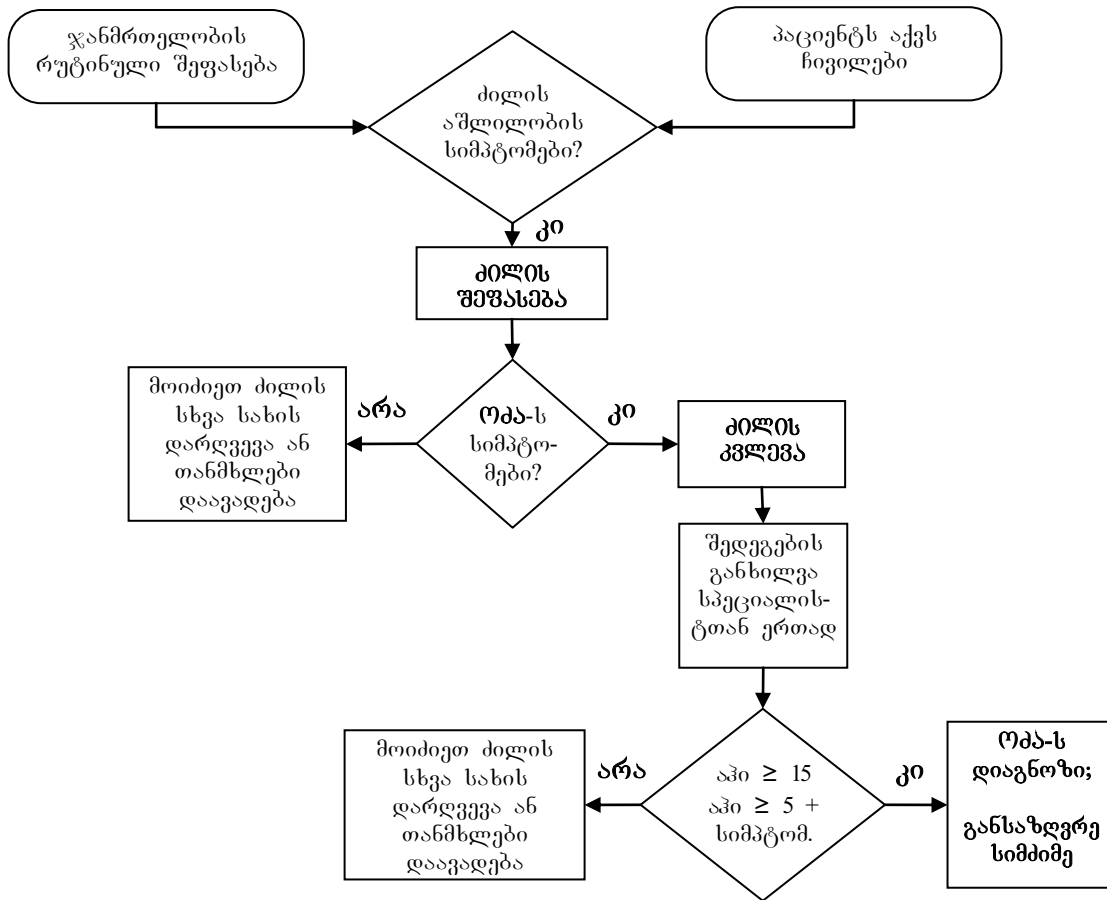 ჯანმრთელობის
რუტინული შეფასება
პაციენტს აქვს
ჩივილები
ძილის
აშლილობის
სიმპტომები?
კი
ძილის
შეფასება
მოიძიეთ ძილის
სხვა სახის
დარღვევა ან
თანმხლები
დაავადება
არა
ოძა-ს
სიმპტო-
მები?
კი
ძილის
კვლევა
შედეგების
განხილვა
სპეციალის-
ტთან ერთად
მოიძიეთ ძილის
სხვა სახის
დარღვევა ან
თანმხლები
დაავადება
არა
აჰი ≥ 15
აჰი ≥ 5 +
სიმპტომ.
კი
ოძა-ს
დიაგნოზი;
განსაზღვრე
სიმძიმე